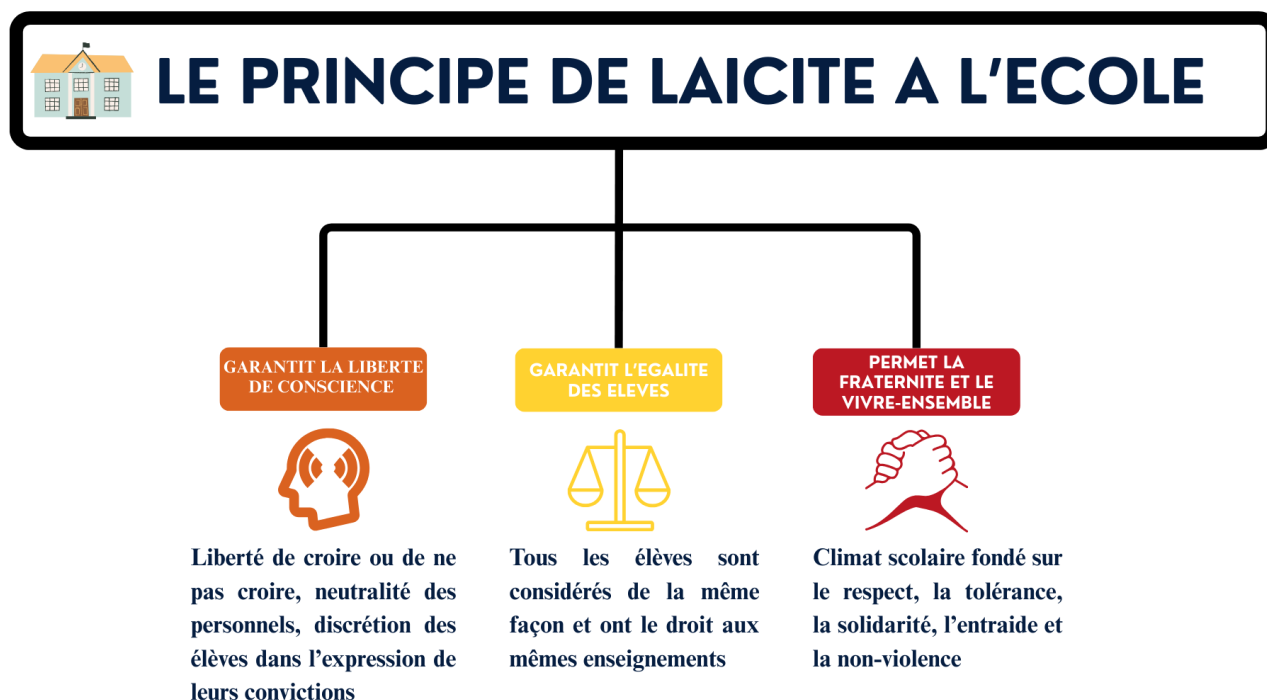 LE PRINCIPE DE LAICITE A L'ECOLE
GARANTIT LA LIBERTE
DE CONSCIENCE
Liberté de croire ou de ne
pas croire, neutralité des
personnels, discrétion des
élèves dans l’expression de
leurs convictions
GARANTIT L'EGALITE
DES ELEVES
Tous les élèves sont
considérés de la même
façon et ont le droit aux
mêmes enseignements
PERMET LA
FRATERNITE ET LE
VIVRE-ENSEMBLE
Climat scolaire fondé sur
le respect, la tolérance,
la solidarité, l’entraide et
la non-violence